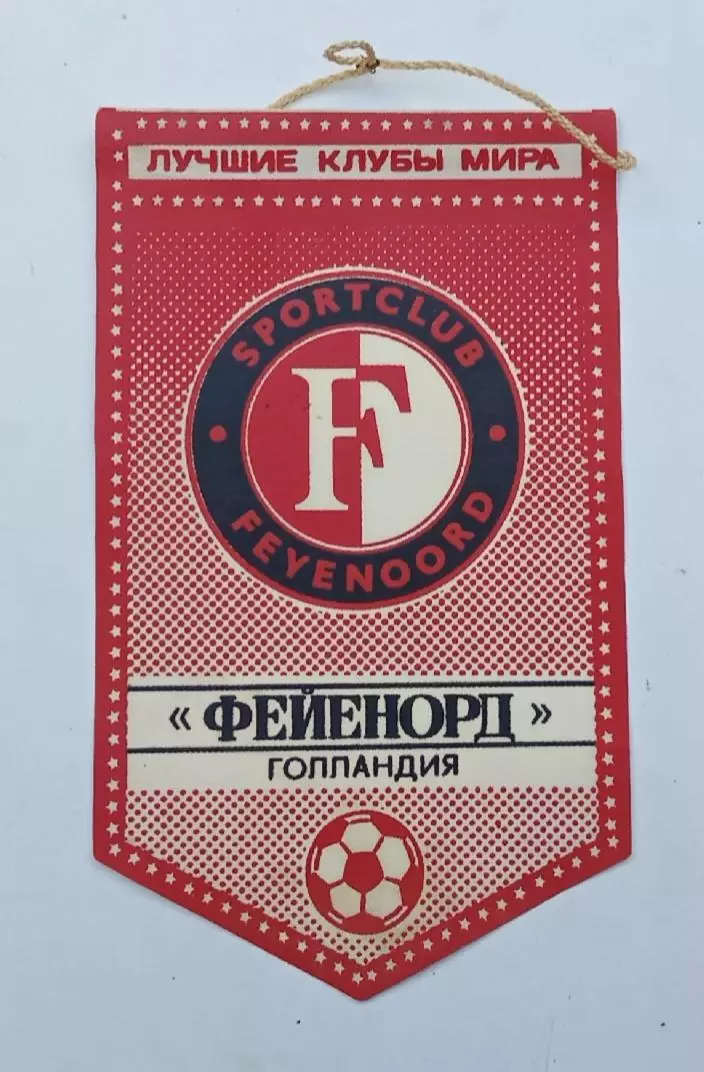 ЛУЧШИЕ КЛУБЫ МИРА
SPORTCLUB
F
FEYENOORD
«ФЕЙЕНОРД»
ГОЛЛАНДИЯ